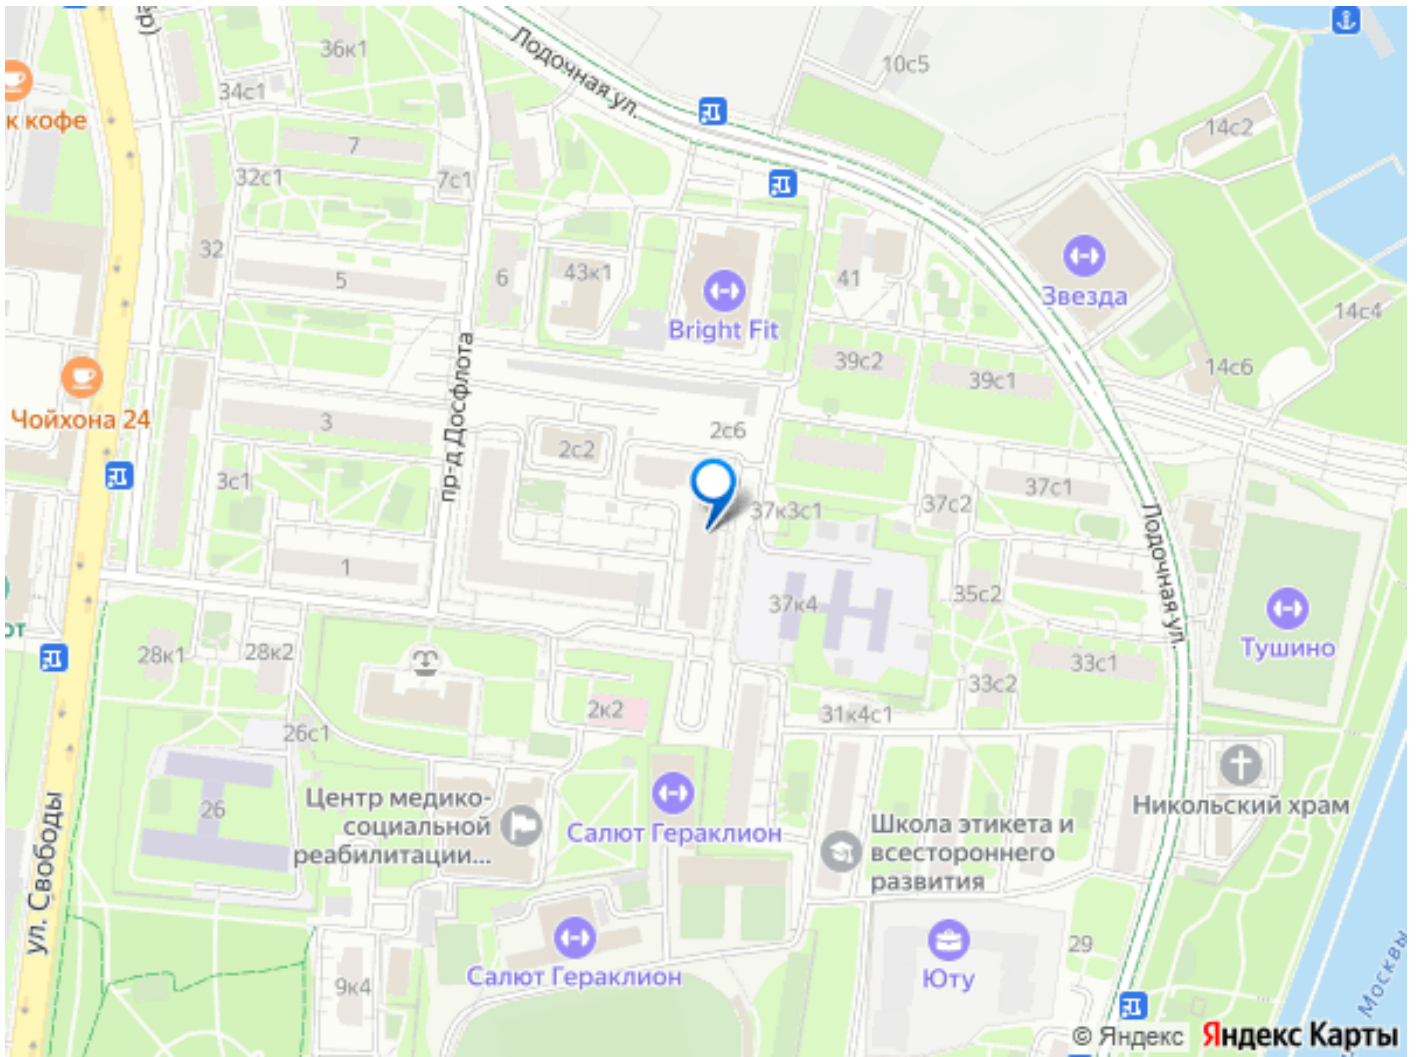 36к1
Лодочная ул.
10с5
34с1
к кофе
14с2
7
32с1
7с1
32
5
6
43к1
41
Звезда
Bright Fit
14с4
39с2
39с1
14с6
Чойхона 24
3
пр-д Досфлота
2с6
2с2
3с1
37к3с1
37с2
37с1
Лодочная ул.
1
37к4
35с2
от
28к1
28к2
Тушино
33с1
33с2
2к2
31к4с1
26с1
26
Центр медико-
социальной
реабилитации...
Салют Гераклион
Школа этикета и
всестороннего
развития
Никольский храм
ул. Свободы
Салют Гераклион
9к4
Юту
29
Москвы
© Яндекс
Яндекс Карты